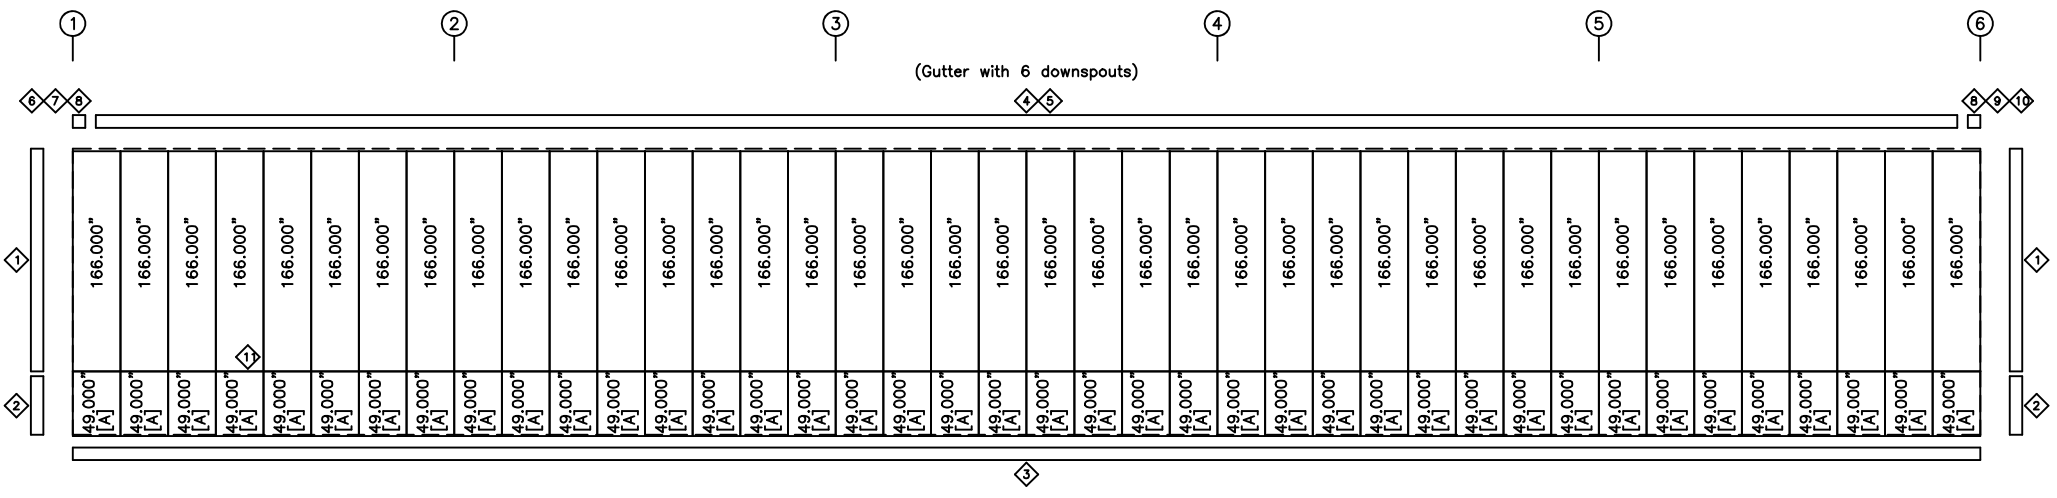 1 2 3 4 5 6
(Gutter with 6 downspouts)
6 7 8 4 5 8 9 10
166.000" 166.000" 166.000" 166.000" 166.000" 166.000" 166.000" 166.000" 166.000" 166.000" 166.000" 166.000" 166.000" 166.000" 166.000" 166.000" 166.000" 166.000" 166.000" 166.000" 166.000" 166.000" 166.000" 166.000" 166.000" 166.000" 166.000" 166.000" 166.000" 166.000" 166.000" 166.000" 166.000" 166.000" 166.000" 166.000" 166.000" 166.000" 166.000" 166.000"
1 1
11
49.000" 49.000" 49.000" 49.000" 49.000" 49.000" 49.000" 49.000" 49.000" 49.000" 49.000" 49.000" 49.000" 49.000" 49.000" 49.000" 49.000" 49.000" 49.000" 49.000" 49.000" 49.000" 49.000" 49.000" 49.000" 49.000" 49.000" 49.000" 49.000" 49.000" 49.000" 49.000" 49.000" 49.000" 49.000" 49.000" 49.000" 49.000" 49.000" 49.000"
[A] [A] [A] [A] [A] [A] [A] [A] [A] [A] [A] [A] [A] [A] [A] [A] [A] [A] [A] [A] [A] [A] [A] [A] [A] [A] [A] [A] [A] [A] [A] [A] [A] [A] [A] [A] [A] [A] [A] [A]
2 2
3